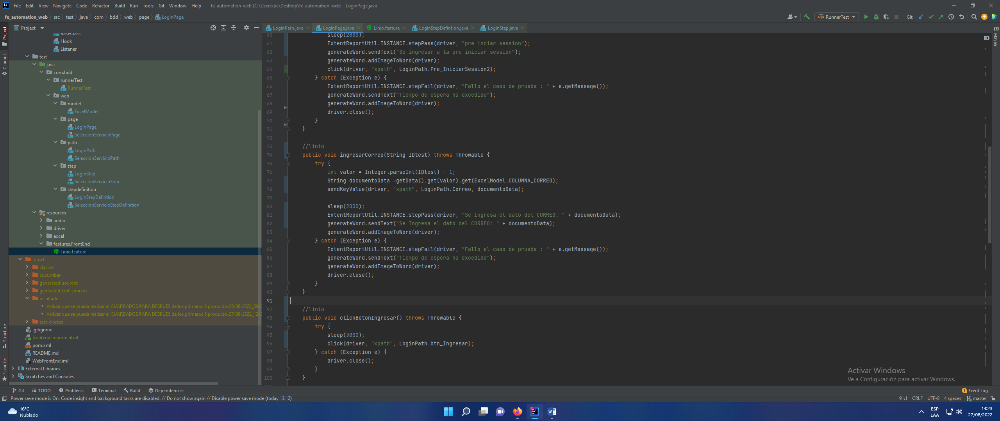 File Edit View Navigate Code Refactor Build Run Tools Git Window Help fe_automation_web [C:\Users\pc\Desktop\fe_automation_web] - LoginPage.java
fe_automation_web src test java com bdd web page LoginPage
RunnerTest Git:
Project
LoginPath.java LoginPage.java Linio.feature LoginStepDefintion.java LoginStep.java
Project
Commit
Structure
Favorites
Maven
BaseClass
Hook
Listener
test
java
com.bdd
runnerTest
RunnerTest
web
model
ExcelModel
page
LoginPage
SeleccionServicioPage
path
LoginPath
SeleccionServicioPath
step
LoginStep
SeleccionServicioStep
stepdefinition
LoginStepDefintion
SeleccionServicioStepDefinition
resources
audio
driver
excel
features.FrontEnd
Linio.feature
target
classes
cucumber
generated-sources
generated-test-sources
resultado
Validar que se pueda realizar el GUARDADOS PARA DESPUES de los primeros 6 producto-26-08-2022_09-
Validar que se pueda realizar el GUARDADOS PARA DESPUES de los primeros 6 producto-27-08-2022_12-
test-classes
.gitignore
frontend-reporte.html
pom.xml
README.md
WebFrontEnd.iml
External Libraries
Scratches and Consoles
60 sleep(2000);
61 ExtentReportUtil.INSTANCE.stepPass(driver, "pre inciar session");
62 generateWord.sendText("Se ingresar a la pre iniciar session");
63 generateWord.addImageToWord(driver);
64 click(driver, "xpath", LoginPath.Pre_IniciarSession2);
65 } catch (Exception e) {
66 ExtentReportUtil.INSTANCE.stepFail(driver, "Fallo el caso de prueba : " + e.getMessage());
67 generateWord.sendText("Tiempo de espera ha excedido");
68 generateWord.addImageToWord(driver);
69 driver.close();
70 }
71 }
72
73 //linio
74 public void ingresarCorreo(String IDtest) throws Throwable {
75 try {
76 int valor = Integer.parseInt(IDtest) - 1;
77 String documentoData =getData().get(valor).get(ExcelModel.COLUMNA_CORREO);
78 sendKeyValue(driver, "xpath", LoginPath.Correo, documentoData);
79
80 sleep(2000);
81 ExtentReportUtil.INSTANCE.stepPass(driver, "Se Ingresa el dato del CORREO: " + documentoData);
82 generateWord.sendText("Se Ingresa el dato del CORREO: " + documentoData);
83 generateWord.addImageToWord(driver);
84 } catch (Exception e) {
85 ExtentReportUtil.INSTANCE.stepFail(driver, "Fallo el caso de prueba : " + e.getMessage());
86 generateWord.sendText("Tiempo de espera ha excedido");
87 generateWord.addImageToWord(driver);
88 driver.close();
89 }
90 }
91
92 //linio
93 public void clickBotonIngresar() throws Throwable {
94 try {
95 sleep(3000);
96 click(driver, "xpath", LoginPath.btn_Ingresar);
97 } catch (Exception e) {
98 driver.close();
99 }
100 }
Activar Windows
Ve a Configuración para activar Windows.
Git TODO Problems Terminal Build Dependencies
1 Event Log
Power save mode is On: Code insight and background tasks are disabled. // Do not show again // Disable power save mode (today 13:12)
91:1 CRLF UTF-8 4 spaces master
16°C
Nublado
ESP
LAA
14:23
27/08/2022